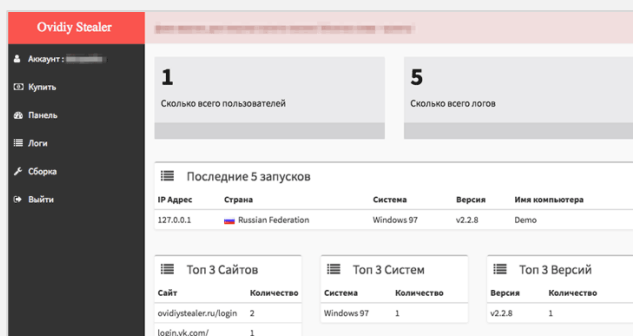 Ovidiy Stealer
Аккаунт :
Купить
Панель
Логи
Сборка
Выйти
1
Сколько всего пользователей
5
Сколько всего логов
Последние 5 запусков
IP Адрес Страна Система Версия Имя компьютера
127.0.0.1 Russian Federation Windows 97 v2.2.8 Demo
Топ 3 Сайтов
Сайт Количество
ovidiystealer.ru/login 2
login.vk.com/ 1
Топ 3 Систем
Система Количество
Windows 97 1
Топ 3 Версий
Версия Количество
v2.2.8 1